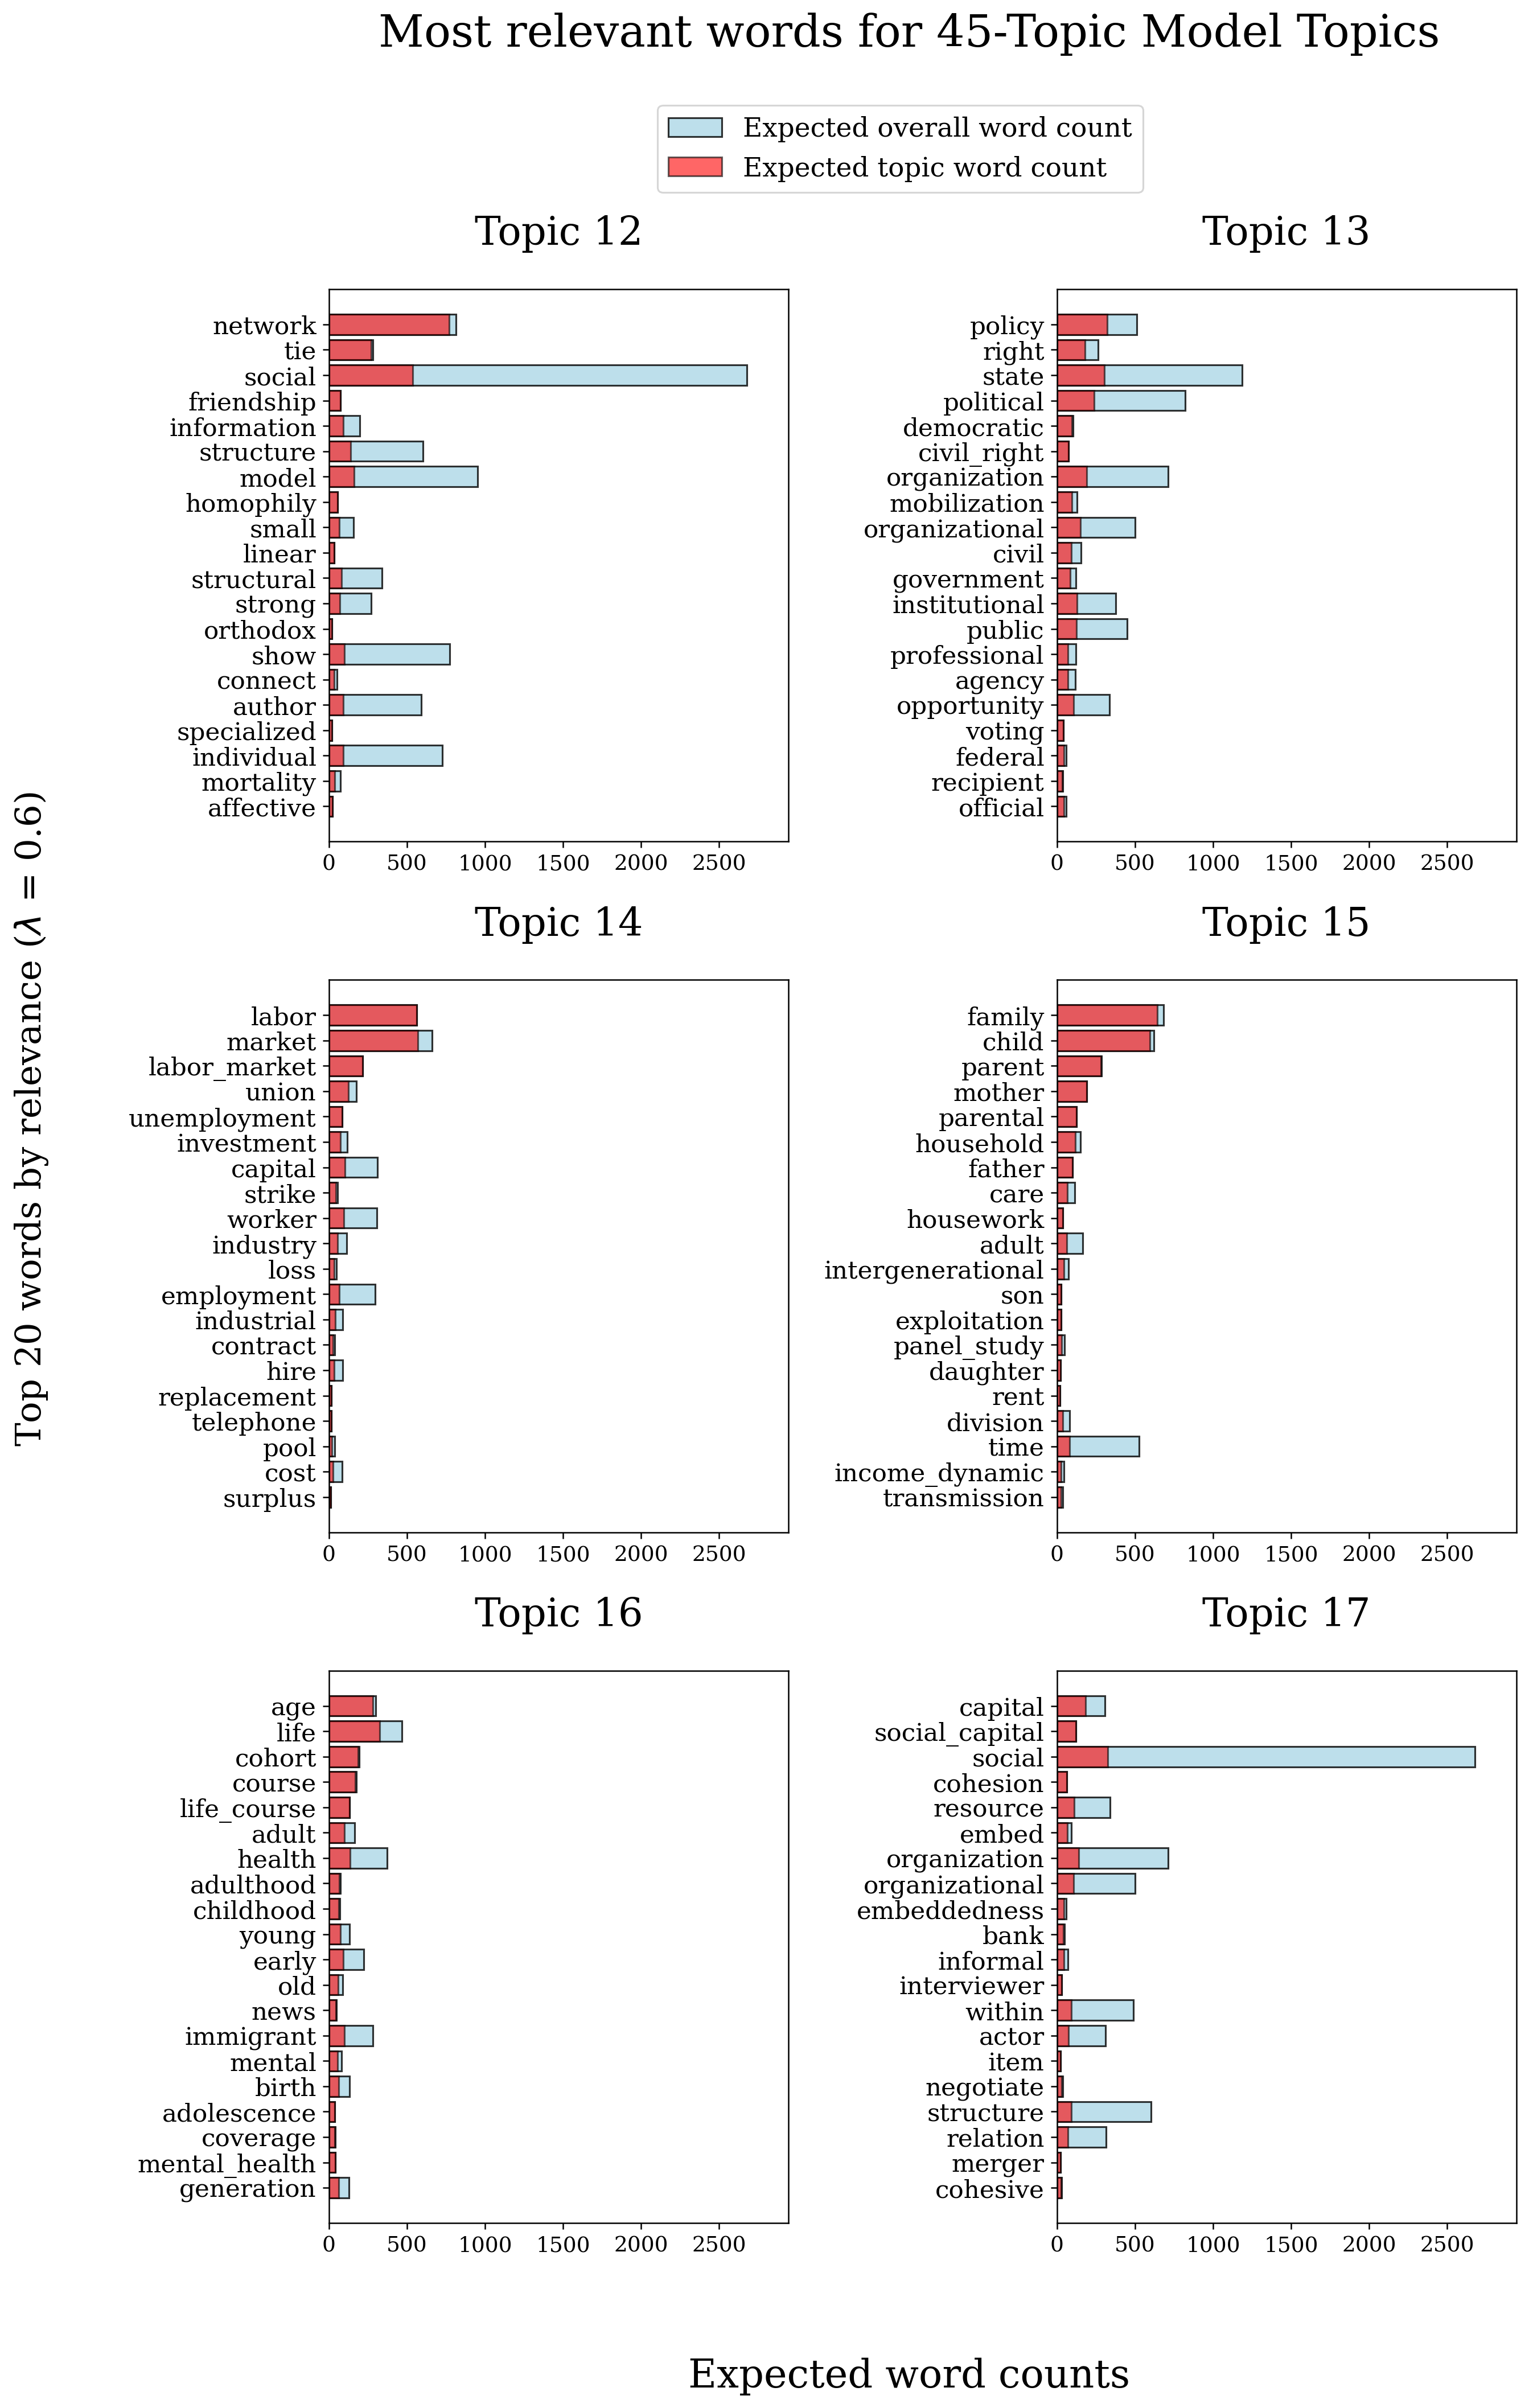 Most relevant words for 45-Topic Model Topics
Expected overall word count
Expected topic word count
Top 20 words by relevance (λ = 0.6)
Topic 12
network
tie
social
friendship
information
structure
model
homophily
small
linear
structural
strong
orthodox
show
connect
author
specialized
individual
mortality
affective
0 500 1000 1500 2000 2500
Topic 13
policy
right
state
political
democratic
civil_right
organization
mobilization
organizational
civil
government
institutional
public
professional
agency
opportunity
voting
federal
recipient
official
0 500 1000 1500 2000 2500
Topic 14
labor
market
labor_market
union
unemployment
investment
capital
strike
worker
industry
loss
employment
industrial
contract
hire
replacement
telephone
pool
cost
surplus
0 500 1000 1500 2000 2500
Topic 15
family
child
parent
mother
parental
household
father
care
housework
adult
intergenerational
son
exploitation
panel_study
daughter
rent
division
time
income_dynamic
transmission
0 500 1000 1500 2000 2500
Topic 16
age
life
cohort
course
life_course
adult
health
adulthood
childhood
young
early
old
news
immigrant
mental
birth
adolescence
coverage
mental_health
generation
0 500 1000 1500 2000 2500
Topic 17
capital
social_capital
social
cohesion
resource
embed
organization
organizational
embeddedness
bank
informal
interviewer
within
actor
item
negotiate
structure
relation
merger
cohesive
0 500 1000 1500 2000 2500
Expected word counts